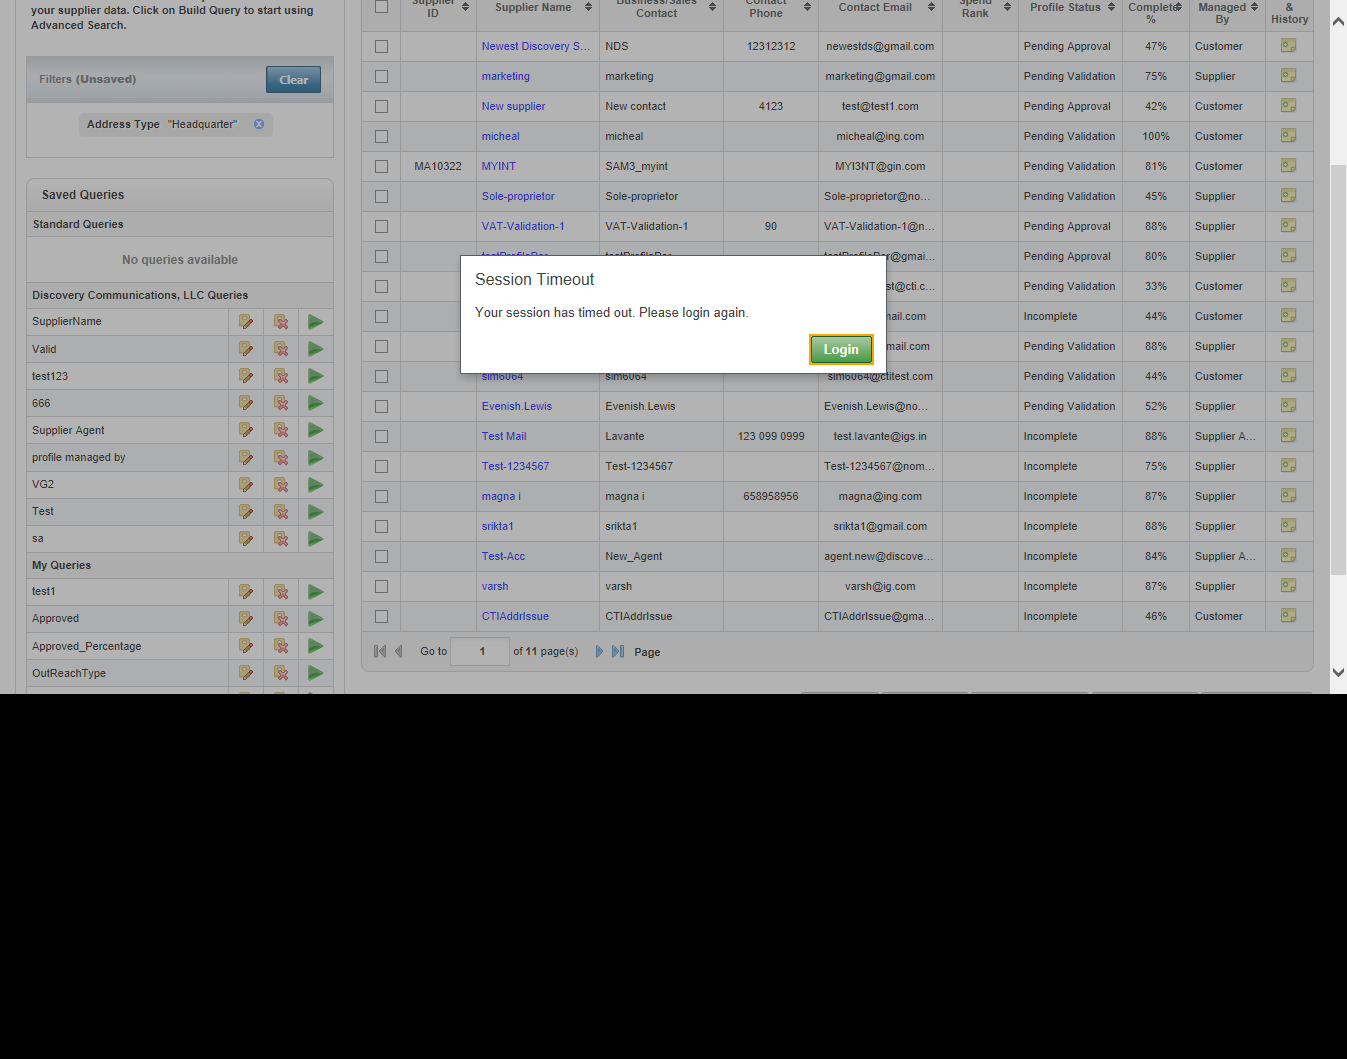 your supplier data. Click on Build Query to start using
Advanced Search.
Filters (Unsaved)
Clear
Address Type "Headquarter"
Saved Queries
Standard Queries
No queries available
Discovery Communications, LLC Queries
SupplierName
Valid
test123
666
Supplier Agent
profile managed by
VG2
Test
sa
My Queries
test1
Approved
Approved_Percentage
OutReachType
Supplier ID Supplier Name Business/Sales Contact Contact Phone Contact Email Spend Rank Profile Status Complete % Managed By & History
Newest Discovery S... NDS 12312312 newestds@gmail.com Pending Approval 47% Customer
marketing marketing marketing@gmail.com Pending Validation 75% Supplier
New supplier New contact 4123 test@test1.com Pending Approval 42% Customer
micheal micheal micheal@ing.com Pending Validation 100% Customer
MA10322 MYINT SAM3_myint MYI3NT@gin.com Pending Validation 81% Customer
Sole-proprietor Sole-proprietor Sole-proprietor@no... Pending Validation 45% Supplier
VAT-Validation-1 VAT-Validation-1 90 VAT-Validation-1@n... Pending Approval 88% Supplier
Pending Approval 80% Supplier
Pending Validation 33% Customer
Incomplete 44% Customer
Pending Validation 88% Supplier
sim6064 sim6064 sim6064@ctitest.com Pending Validation 44% Customer
Evenish.Lewis Evenish.Lewis Evenish.Lewis@no... Pending Validation 52% Supplier
Test Mail Lavante 123 099 0999 test.lavante@igs.in Incomplete 88% Supplier A...
Test-1234567 Test-1234567 Test-1234567@nom... Incomplete 75% Supplier
magna i magna i 658958956 magna@ing.com Incomplete 87% Supplier
srikta1 srikta1 srikta1@gmail.com Incomplete 88% Supplier
Test-Acc New_Agent agent.new@discove... Incomplete 84% Supplier A...
varsh varsh varsh@ig.com Incomplete 87% Supplier
CTIAddrIssue CTIAddrIssue CTIAddrIssue@gma... Incomplete 46% Customer
Go to 1 of 11 page(s) Page
Session Timeout
Your session has timed out. Please login again.
Login